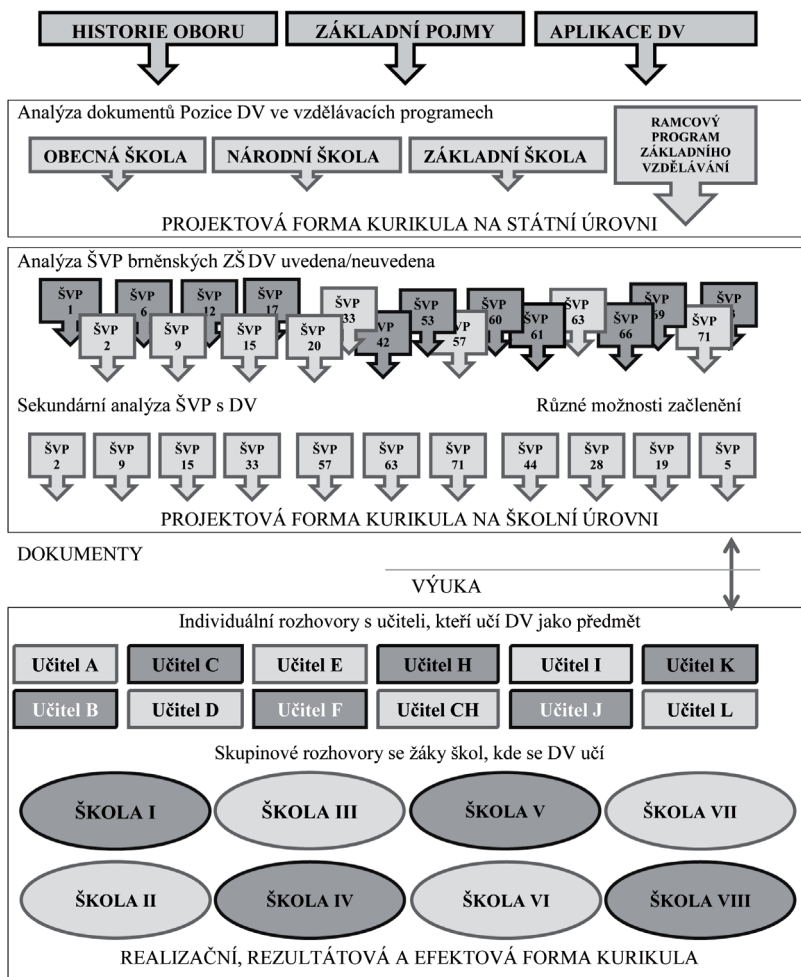 HISTORIE OBORU
ZÁKLADNÍ POJMY
APLIKACE DV
Analýza dokumentů Pozice DV ve vzdělávacích programech
OBECNÁ ŠKOLA
NÁRODNÍ ŠKOLA
ZÁKLADNÍ ŠKOLA
RAMCOVÝ
PROGRAM
ZÁKLADNÍHO
VZDĚLÁVÁNÍ
PROJEKTOVÁ FORMA KURIKULA NA STÁTNÍ ÚROVNI
Analýza ŠVP brněnských ZŠ DV uvedena/neuvedena
ŠVP
1
ŠVP
6
ŠVP
12
ŠVP
17
ŠVP
33
ŠVP
53
ŠVP
60
ŠVP
63
ŠVP
69
ŠVP
ŠVP
2
ŠVP
9
ŠVP
15
ŠVP
20
ŠVP
42
ŠVP
57
ŠVP
61
ŠVP
66
ŠVP
71
Sekundární analýza ŠVP s DV
Různé možnosti začlenění
ŠVP
2
ŠVP
9
ŠVP
15
ŠVP
33
ŠVP
57
ŠVP
63
ŠVP
71
ŠVP
44
ŠVP
28
ŠVP
19
ŠVP
5
PROJEKTOVÁ FORMA KURIKULA NA ŠKOLNÍ ÚROVNI
DOKUMENTY
VÝUKA
Individuální rozhovory s učiteli, kteří učí DV jako předmět
Učitel A
Učitel C
Učitel E
Učitel H
Učitel I
Učitel K
Učitel B
Učitel D
Učitel F
Učitel CH
Učitel J
Učitel L
Skupinové rozhovory se žáky škol, kde se DV učí
ŠKOLA I
ŠKOLA III
ŠKOLA V
ŠKOLA VII
ŠKOLA II
ŠKOLA IV
ŠKOLA VI
ŠKOLA VIII
REALIZAČNÍ, REZULTÁTOVÁ A EFEKTOVÁ FORMA KURIKULA